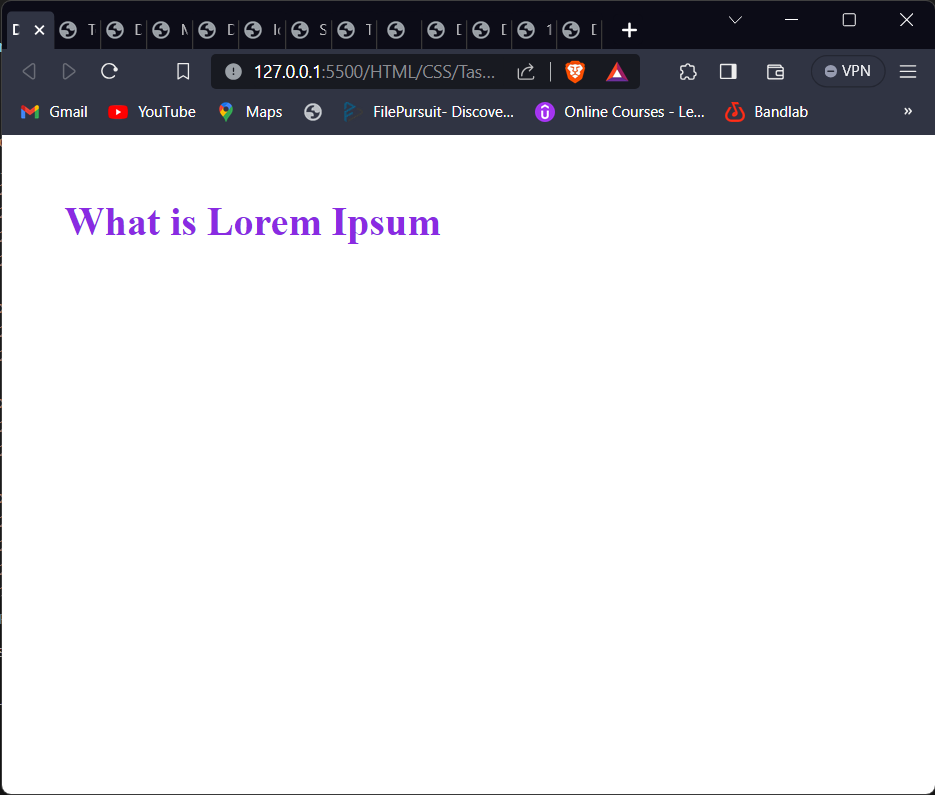 127.0.0.1:5500/HTML/CSS/Tas...
VPN
Gmail YouTube Maps FilePursuit- Discove... Online Courses - Le... Bandlab »
What is Lorem Ipsum